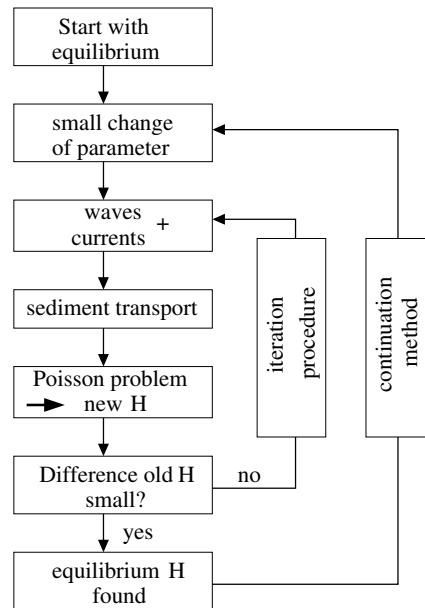 Start with
equilibrium
small change
of parameter
waves +
currents
sediment transport
Poisson problem
new H
Difference old H
small?
no
yes
equilibrium H
found
iteration
procedure
continuation
method